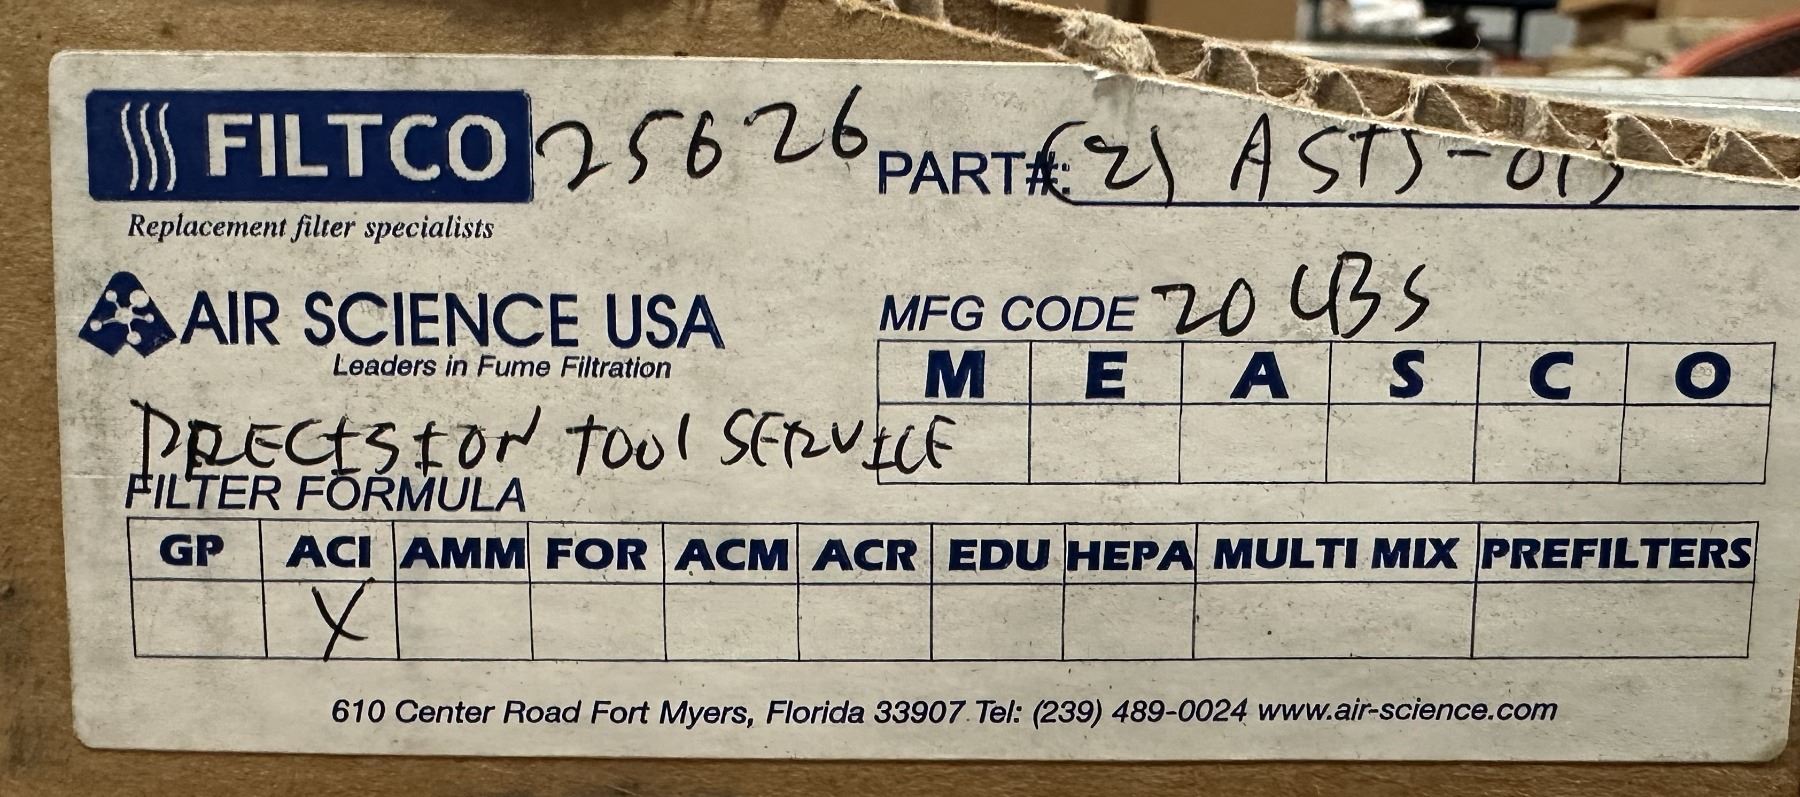 FILTCO 25626 PART#: (2) ASTS-015
Replacement filter specialists
AIR SCIENCE USA
Leaders in Fume Filtration
MFG CODE 20 4BS
M E A S C O
PRECISION TOOL SERVICE
FILTER FORMULA
GP ACI AMM FOR ACM ACR EDU HEPA MULTI MIX PREFILTERS
X
610 Center Road Fort Myers, Florida 33907 Tel: (239) 489-0024 www.air-science.com